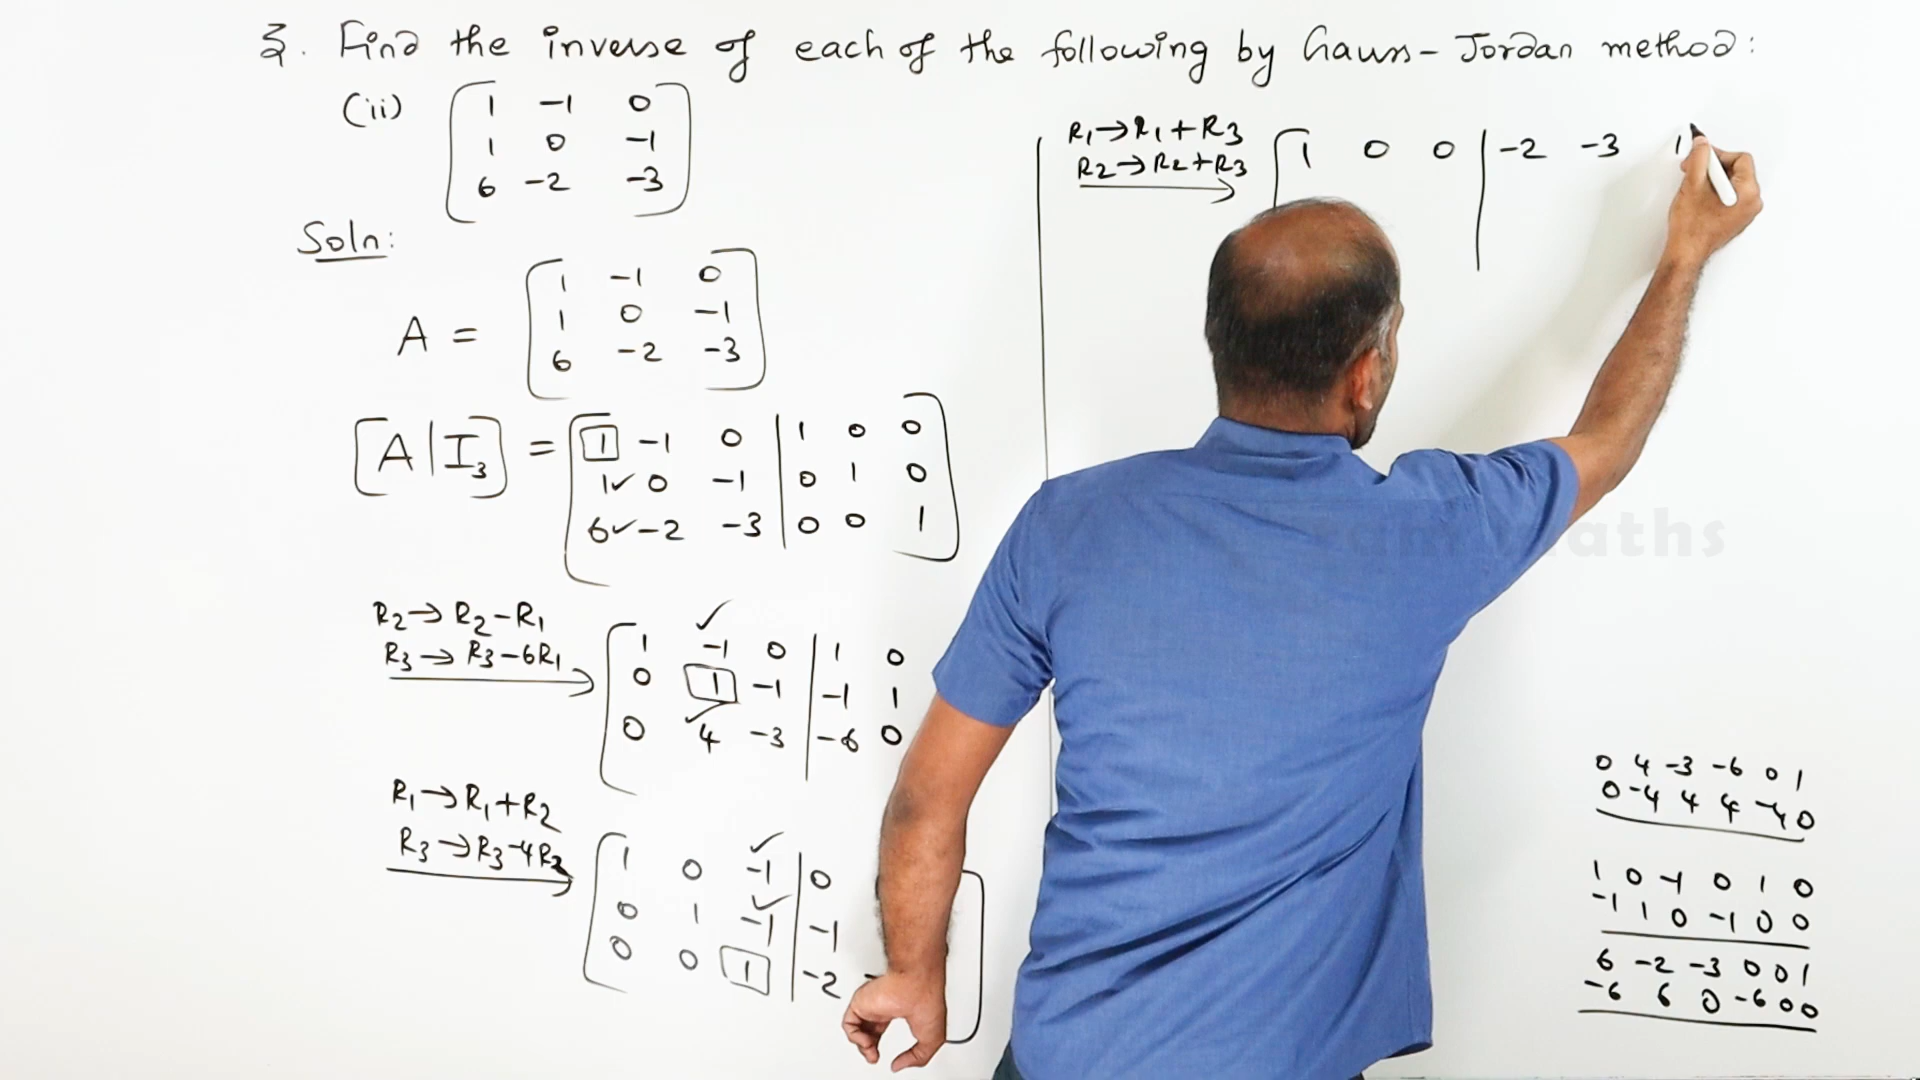 3. Find the inverse of each of the following by Gauss-Jordan method:
(ii) 1 -1 0
1 0 -1
6 -2 -3
Soln:
A = 1 -1 0
1 0 -1
6 -2 -3
[A|I3] = 1 -1 0 | 1 0 0
1✓ 0 -1 | 0 1 0
6✓ -2 -3 | 0 0 1
R2→R2-R1
R3→R3-6R1
✓
1 -1 0 | 1 0
0 1 -1 | -1 1
0 ✓4 -3 | -6 0
R1→R1+R2
R3→R3-4R2
✓
1 0 -1 | 0
0 1 ✓-1 | -1
0 0 1 | -2
R1→R1+R3
R2→R2+R3
1 0 0 | -2 -3 1
aths
0 4 -3 -6 0 1
0 -4 4 4 -4 0
1 0 -1 0 1 0
-1 1 0 -1 0 0
6 -2 -3 0 0 1
-6 6 0 -6 0 0